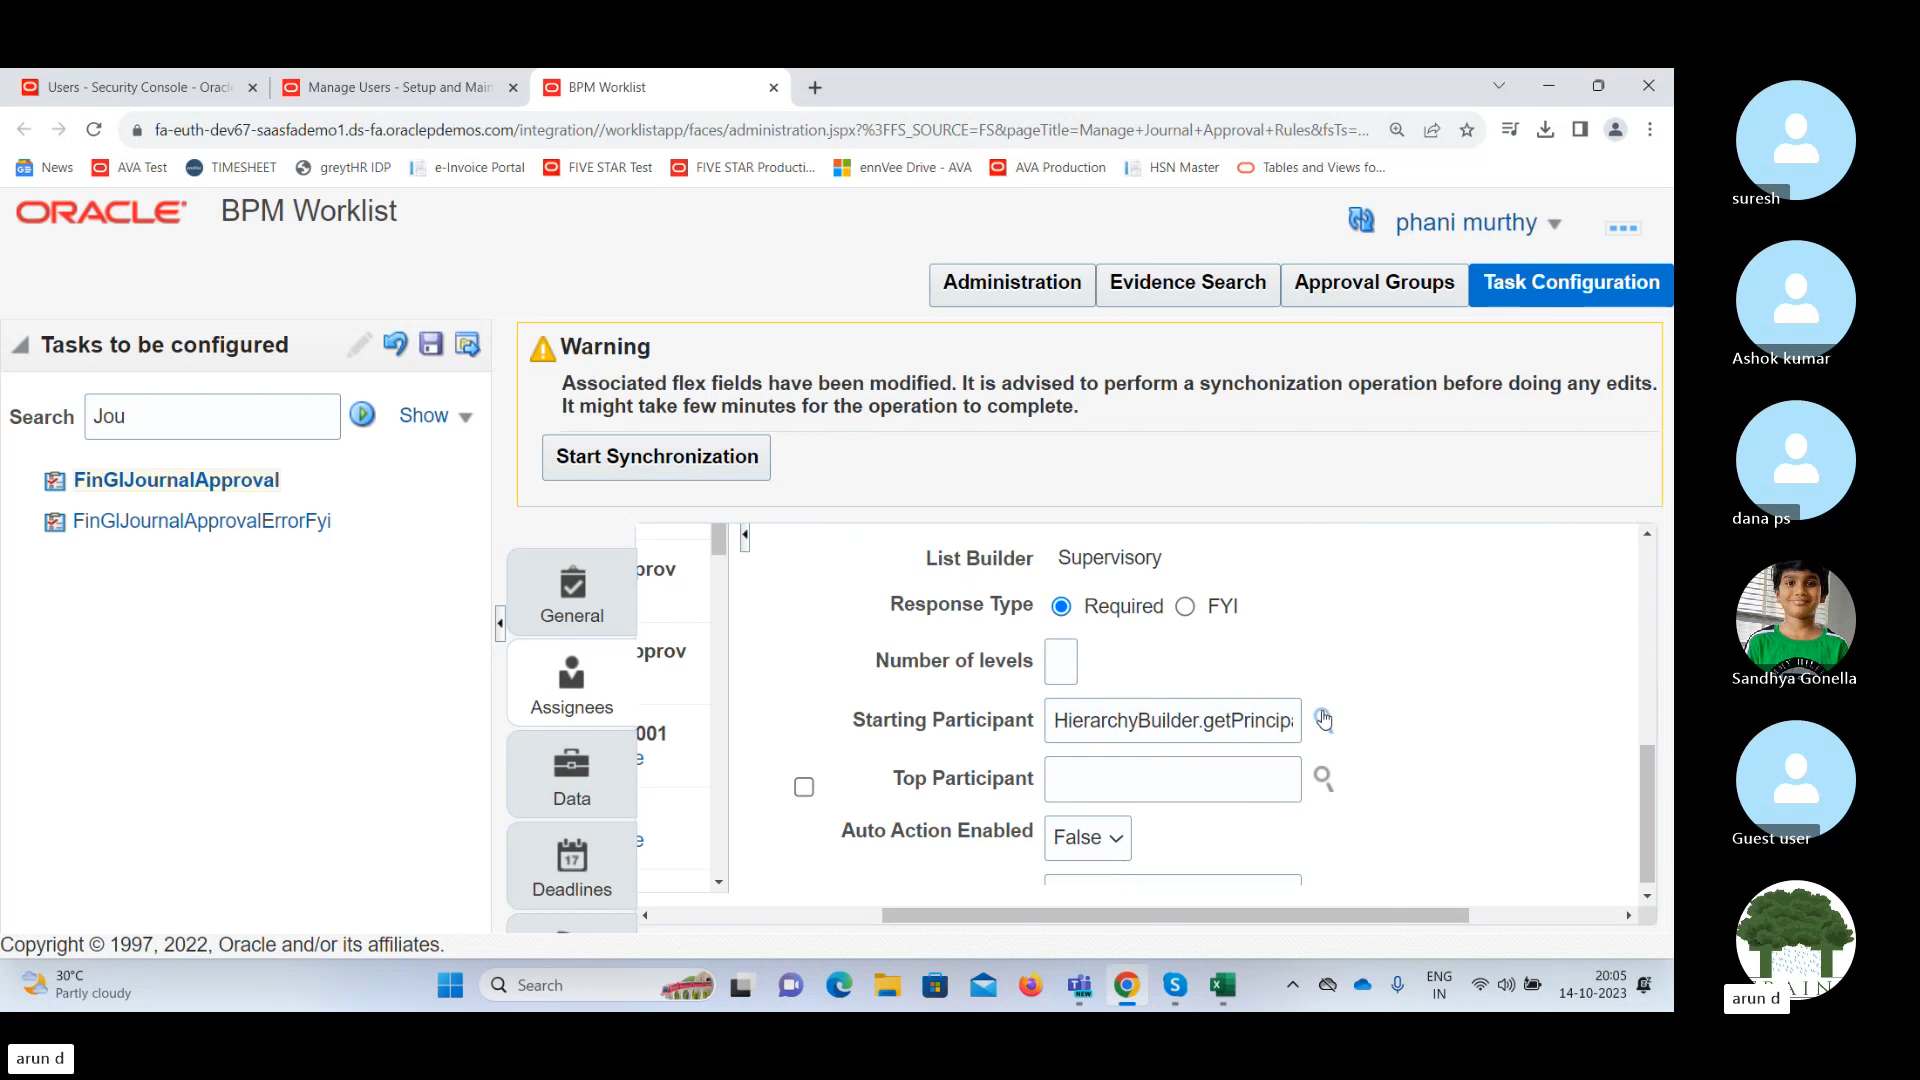 Users - Security Console - Oracl
Manage Users - Setup and Main
BPM Worklist
fa-euth-dev67-saasfademo1.ds-fa.oraclepdemos.com/integration//worklistapp/faces/administration.jspx?%3FFS_SOURCE=FS&pageTitle=Manage+Journal+Approval+Rules&fsTs=...
News
AVA Test
TIMESHEET
greytHR IDP
e-Invoice Portal
FIVE STAR Test
FIVE STAR Producti...
ennVee Drive - AVA
AVA Production
HSN Master
Tables and Views fo...
ORACLE
BPM Worklist
phani murthy
Administration
Evidence Search
Approval Groups
Task Configuration
Tasks to be configured
Search
Jou
Show
FinGlJournalApproval
FinGlJournalApprovalErrorFyi
Warning
Associated flex fields have been modified. It is advised to perform a synchonization operation before doing any edits.
It might take few minutes for the operation to complete.
Start Synchronization
General
Assignees
Data
Deadlines
17
prov
pprov
001
e
e
List Builder
Supervisory
Response Type
Required
FYI
Number of levels
Starting Participant
HierarchyBuilder.getPrincipa
Top Participant
Auto Action Enabled
False
Copyright © 1997, 2022, Oracle and/or its affiliates.
30°C
Partly cloudy
Search
NEW
ENG
IN
20:05
14-10-2023
suresh
Ashok kumar
dana ps
Sandhya Gonella
Guest user
arun d
arun d